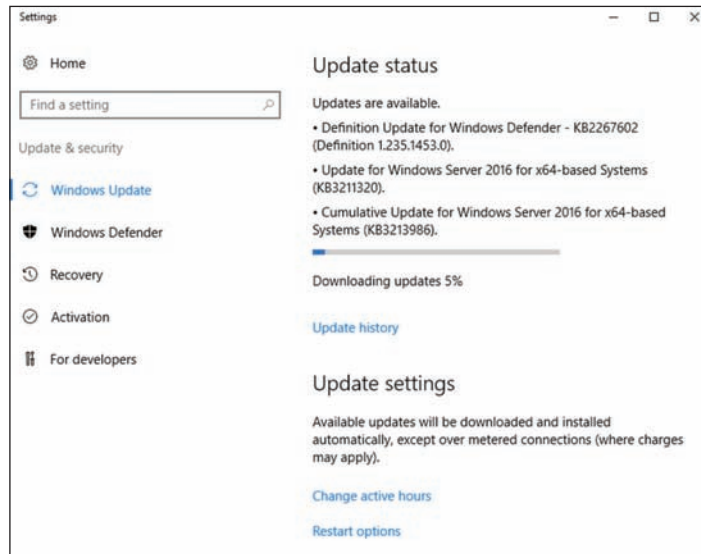 Settings
Home
Find a setting
Update & security
Windows Update
Windows Defender
Recovery
Activation
For developers
Update status
Updates are available.
• Definition Update for Windows Defender - KB2267602
(Definition 1.235.1453.0).
• Update for Windows Server 2016 for x64-based Systems
(KB3211320).
• Cumulative Update for Windows Server 2016 for x64-based
Systems (KB3213986).
Downloading updates 5%
Update history
Update settings
Available updates will be downloaded and installed
automatically, except over metered connections (where charges
may apply).
Change active hours
Restart options